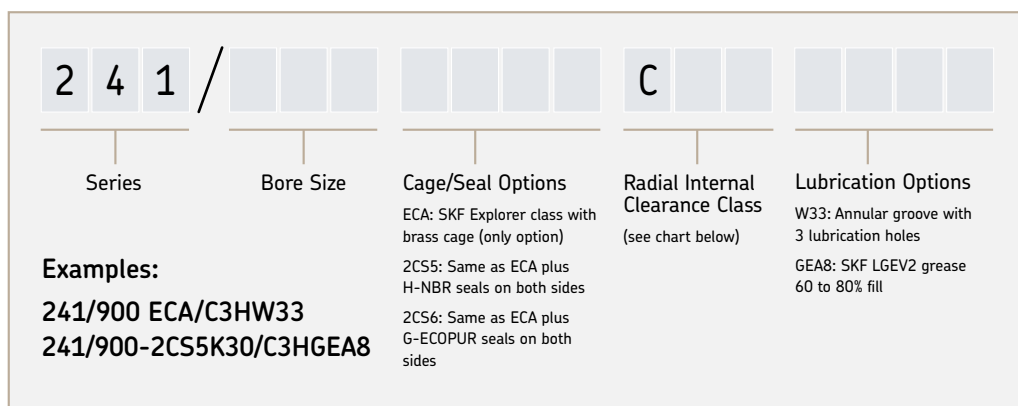 2 4 1 / C
Series
Bore Size
Cage/Seal Options
ECA: SKF Explorer class with
brass cage (only option)
2CS5: Same as ECA plus
H-NBR seals on both sides
2CS6: Same as ECA plus
G-ECOPUR seals on both
sides
Radial Internal
Clearance Class
(see chart below)
Lubrication Options
W33: Annular groove with
3 lubrication holes
GEA8: SKF LGEV2 grease
60 to 80% fill
Examples:
241/900 ECA/C3HW33
241/900-2CS5K30/C3HGEA8